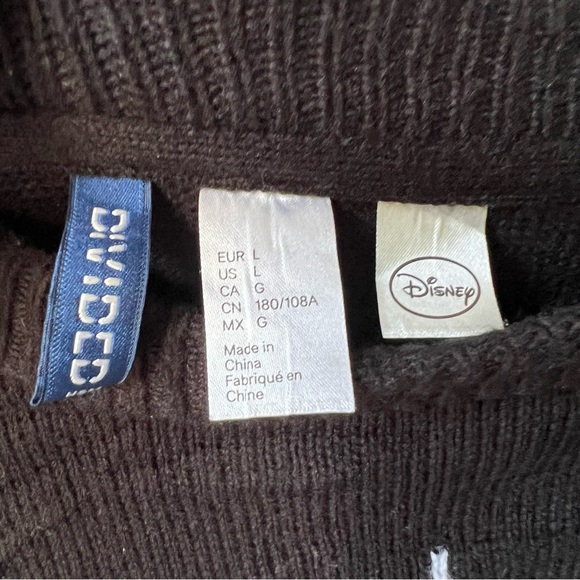 DIVIDED
EUR L
US L
CA G
CN 180/108A
MX G
Made in
China
Fabriqué en
Chine
Disney